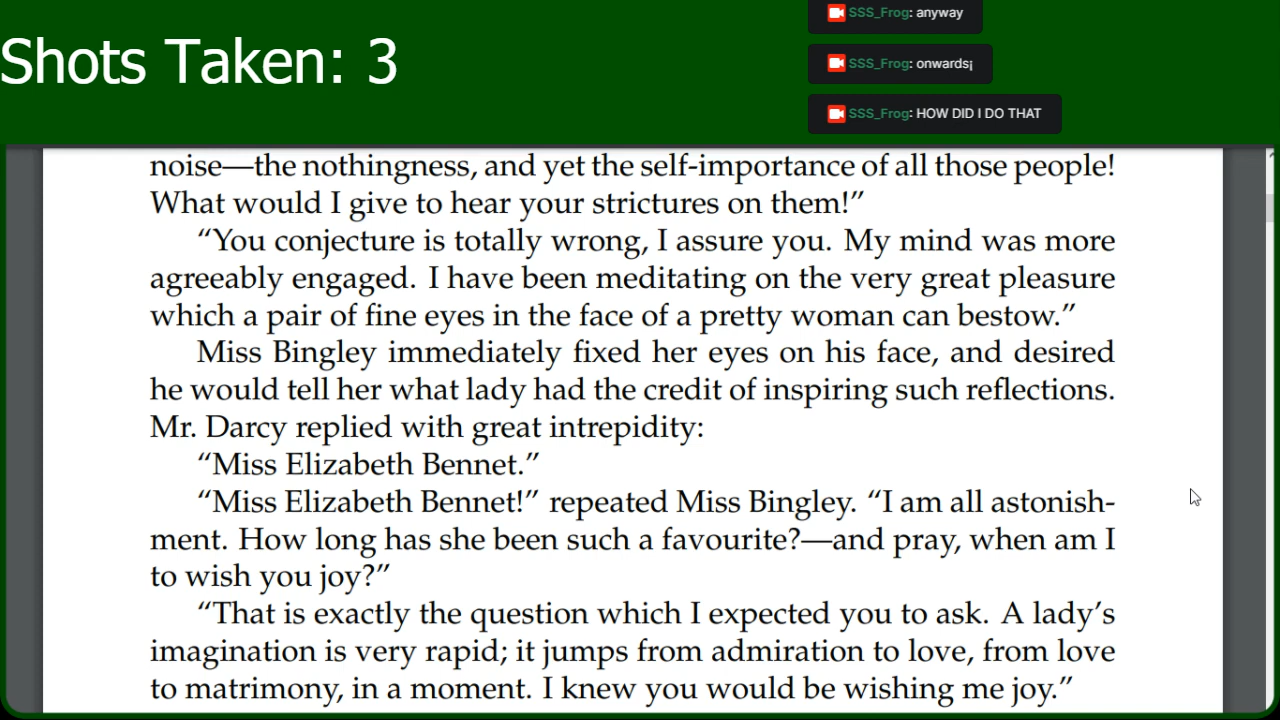 Shots Taken: 3
SSS_Frog: anyway
SSS_Frog: onwards¡
SSS_Frog: HOW DID I DO THAT
noise—the nothingness, and yet the self-importance of all those people!
What would I give to hear your strictures on them!”
“You conjecture is totally wrong, I assure you. My mind was more
agreeably engaged. I have been meditating on the very great pleasure
which a pair of fine eyes in the face of a pretty woman can bestow.”
Miss Bingley immediately fixed her eyes on his face, and desired
he would tell her what lady had the credit of inspiring such reflections.
Mr. Darcy replied with great intrepidity:
“Miss Elizabeth Bennet.”
“Miss Elizabeth Bennet!” repeated Miss Bingley. “I am all astonish-
ment. How long has she been such a favourite?—and pray, when am I
to wish you joy?”
“That is exactly the question which I expected you to ask. A lady’s
imagination is very rapid; it jumps from admiration to love, from love
to matrimony, in a moment. I knew you would be wishing me joy.”